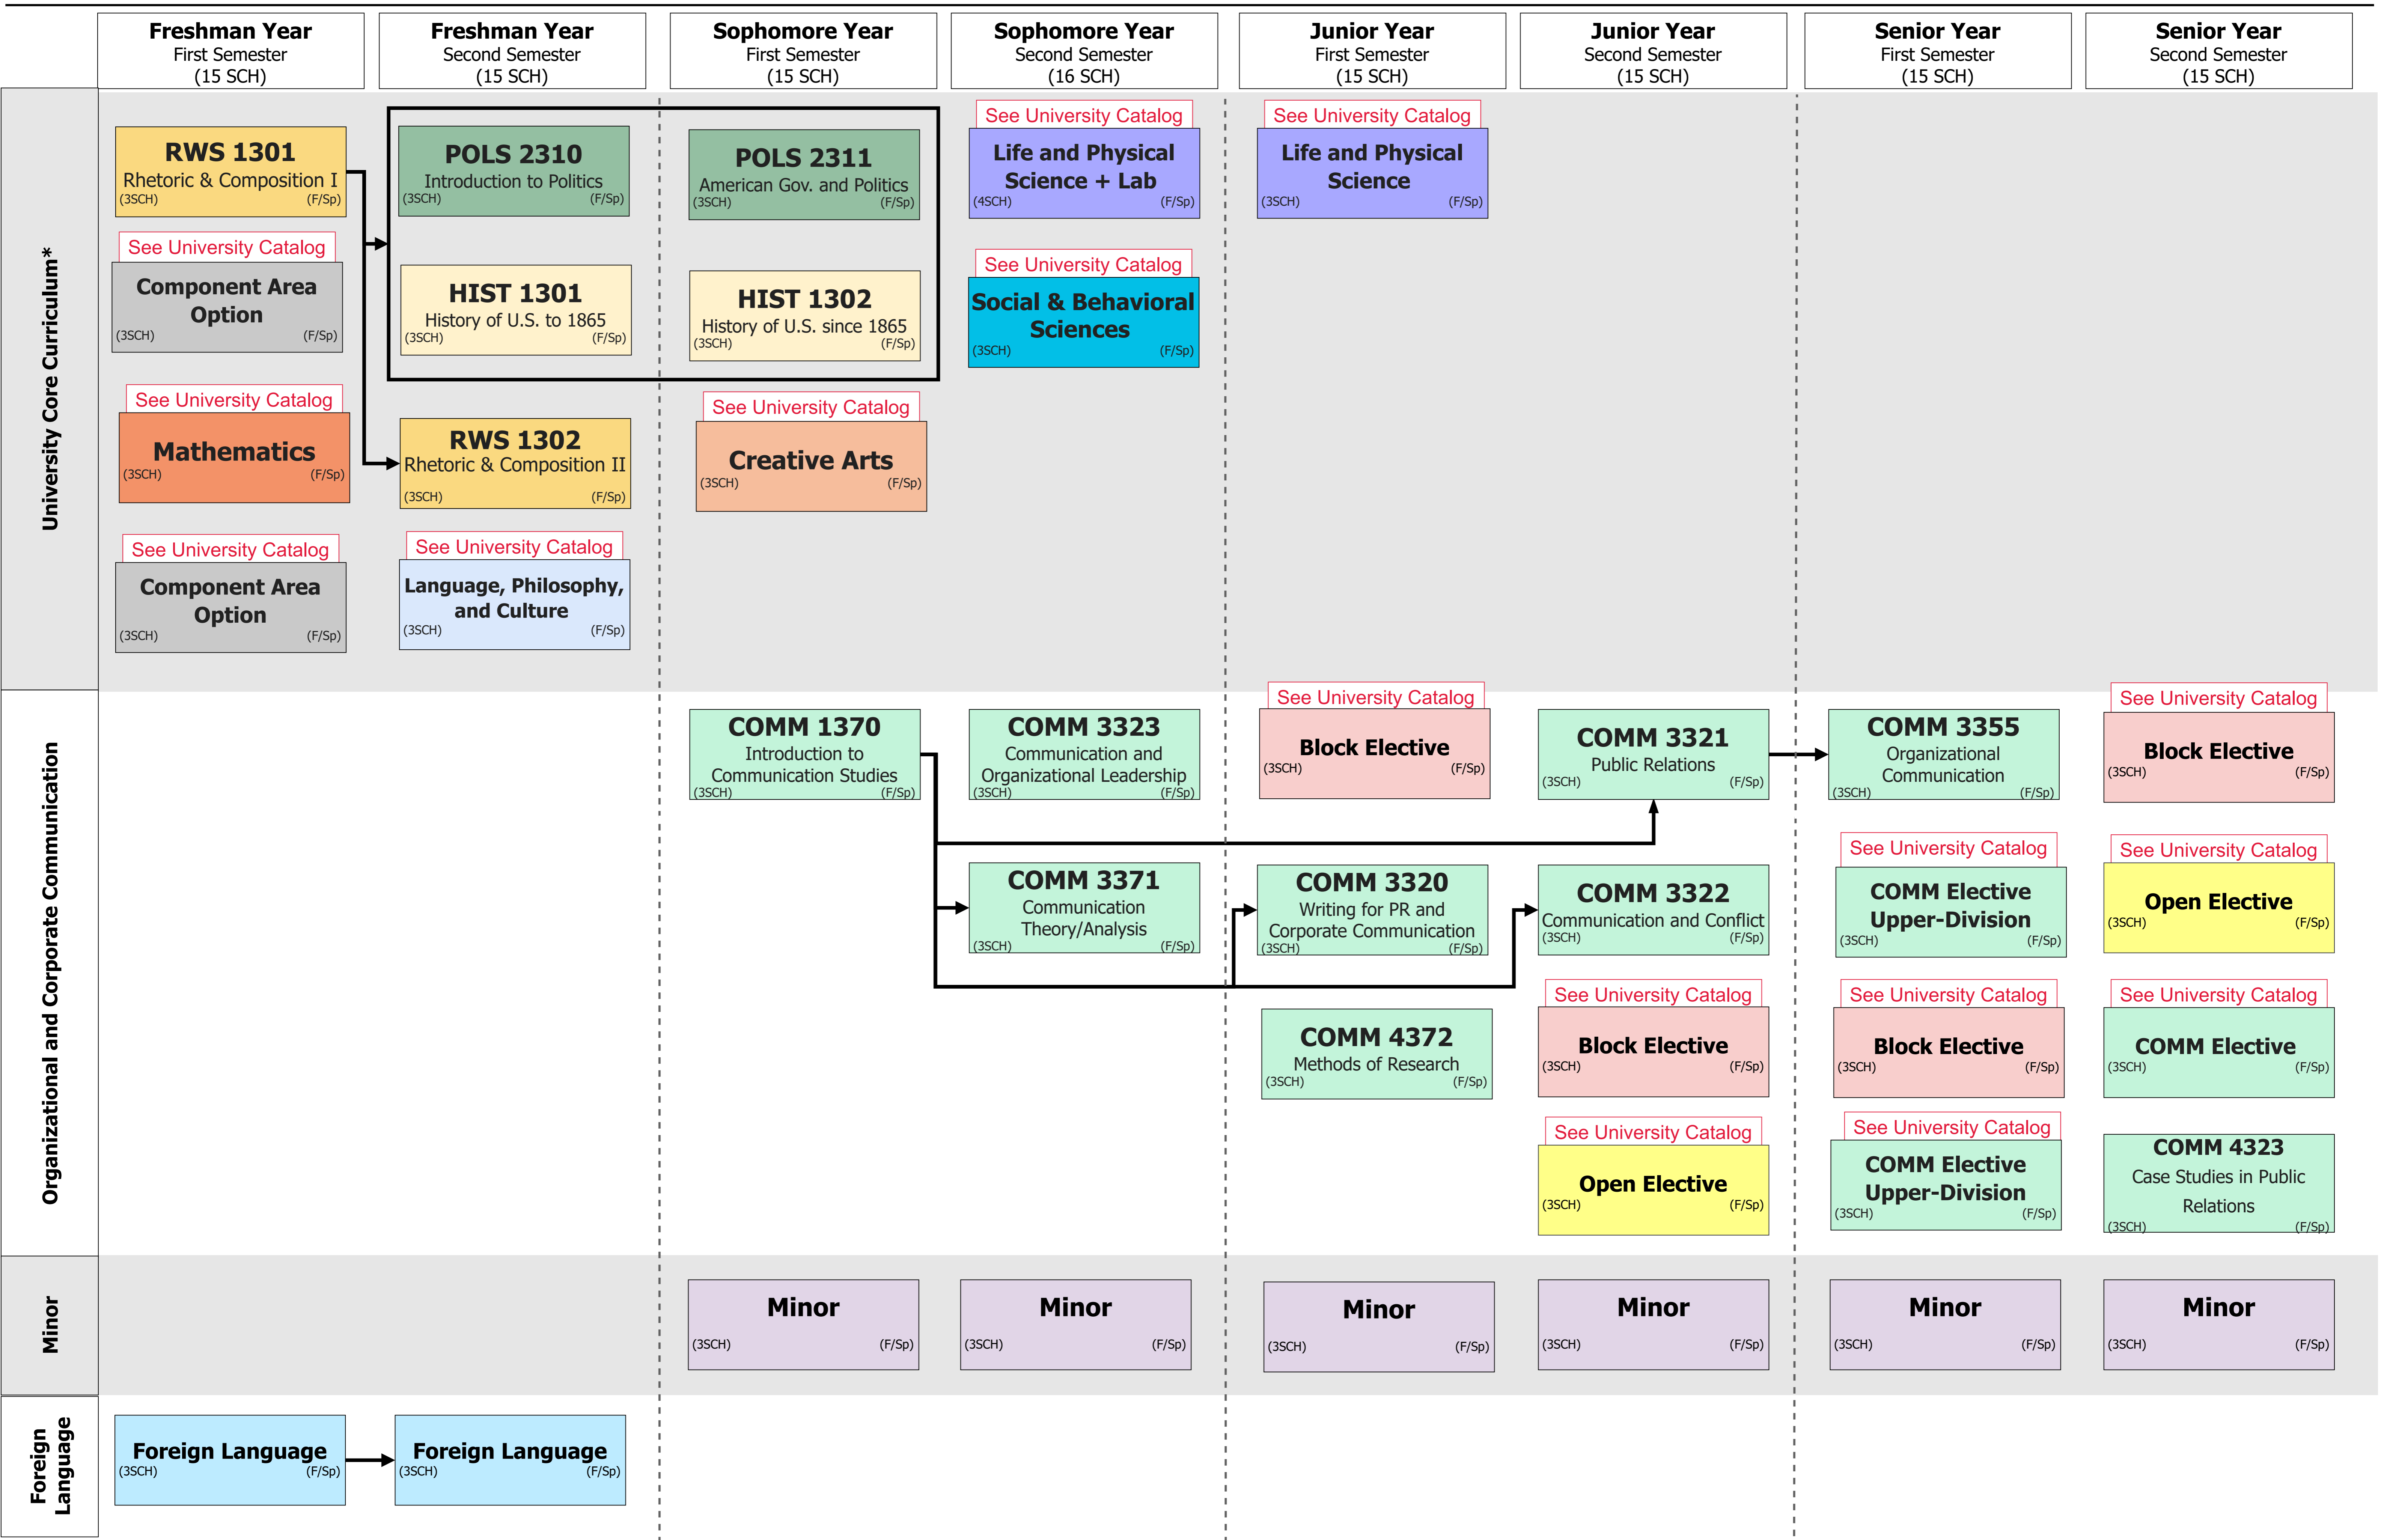 Freshman Year
First Semester
(15 SCH)
Freshman Year
Second Semester
(15 SCH)
Sophomore Year
First Semester
(15 SCH)
Sophomore Year
Second Semester
(16 SCH)
Junior Year
First Semester
(15 SCH)
Junior Year
Second Semester
(15 SCH)
Senior Year
First Semester
(15 SCH)
Senior Year
Second Semester
(15 SCH)
University Core Curriculum*
RWS 1301
Rhetoric & Composition I
(3SCH) (F/Sp)
See University Catalog
Component Area
Option
(3SCH) (F/Sp)
See University Catalog
Mathematics
(3SCH) (F/Sp)
See University Catalog
Component Area
Option
(3SCH) (F/Sp)
POLS 2310
Introduction to Politics
(3SCH) (F/Sp)
HIST 1301
History of U.S. to 1865
(3SCH) (F/Sp)
RWS 1302
Rhetoric & Composition II
(3SCH) (F/Sp)
See University Catalog
Language, Philosophy,
and Culture
(3SCH) (F/Sp)
POLS 2311
American Gov. and Politics
(3SCH) (F/Sp)
HIST 1302
History of U.S. since 1865
(3SCH) (F/Sp)
See University Catalog
Creative Arts
(3SCH) (F/Sp)
See University Catalog
Life and Physical
Science + Lab
(4SCH) (F/Sp)
See University Catalog
Social & Behavioral
Sciences
(3SCH) (F/Sp)
See University Catalog
Life and Physical
Science
(3SCH) (F/Sp)
Organizational and Corporate Communication
COMM 1370
Introduction to
Communication Studies
(3SCH) (F/Sp)
COMM 3323
Communication and
Organizational Leadership
(3SCH) (F/Sp)
COMM 3371
Communication
Theory/Analysis
(3SCH) (F/Sp)
See University Catalog
Block Elective
(3SCH) (F/Sp)
COMM 3320
Writing for PR and
Corporate Communication
(3SCH) (F/Sp)
COMM 4372
Methods of Research
(3SCH) (F/Sp)
COMM 3321
Public Relations
(3SCH) (F/Sp)
COMM 3322
Communication and Conflict
(3SCH) (F/Sp)
See University Catalog
Block Elective
(3SCH) (F/Sp)
See University Catalog
Open Elective
(3SCH) (F/Sp)
COMM 3355
Organizational
Communication
(3SCH) (F/Sp)
See University Catalog
COMM Elective
Upper-Division
(3SCH) (F/Sp)
See University Catalog
Block Elective
(3SCH) (F/Sp)
See University Catalog
COMM Elective
Upper-Division
(3SCH) (F/Sp)
See University Catalog
Block Elective
(3SCH) (F/Sp)
See University Catalog
Open Elective
(3SCH) (F/Sp)
See University Catalog
COMM Elective
(3SCH) (F/Sp)
COMM 4323
Case Studies in Public
Relations
(3SCH) (F/Sp)
Minor
Minor
(3SCH) (F/Sp)
Minor
(3SCH) (F/Sp)
Minor
(3SCH) (F/Sp)
Minor
(3SCH) (F/Sp)
Minor
(3SCH) (F/Sp)
Minor
(3SCH) (F/Sp)
Foreign
Language
Foreign Language
(3SCH) (F/Sp)
Foreign Language
(3SCH) (F/Sp)